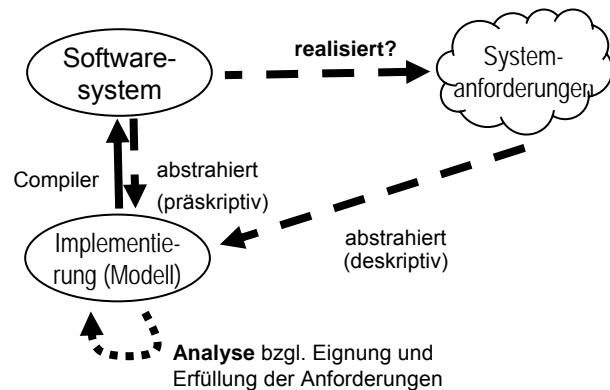 Software-
system
realisiert?
System-
anforderungen
Compiler
abstrahiert
(präskriptiv)
Implementie-
rung (Modell)
abstrahiert
(deskriptiv)
Analyse bzgl. Eignung und
Erfüllung der Anforderungen